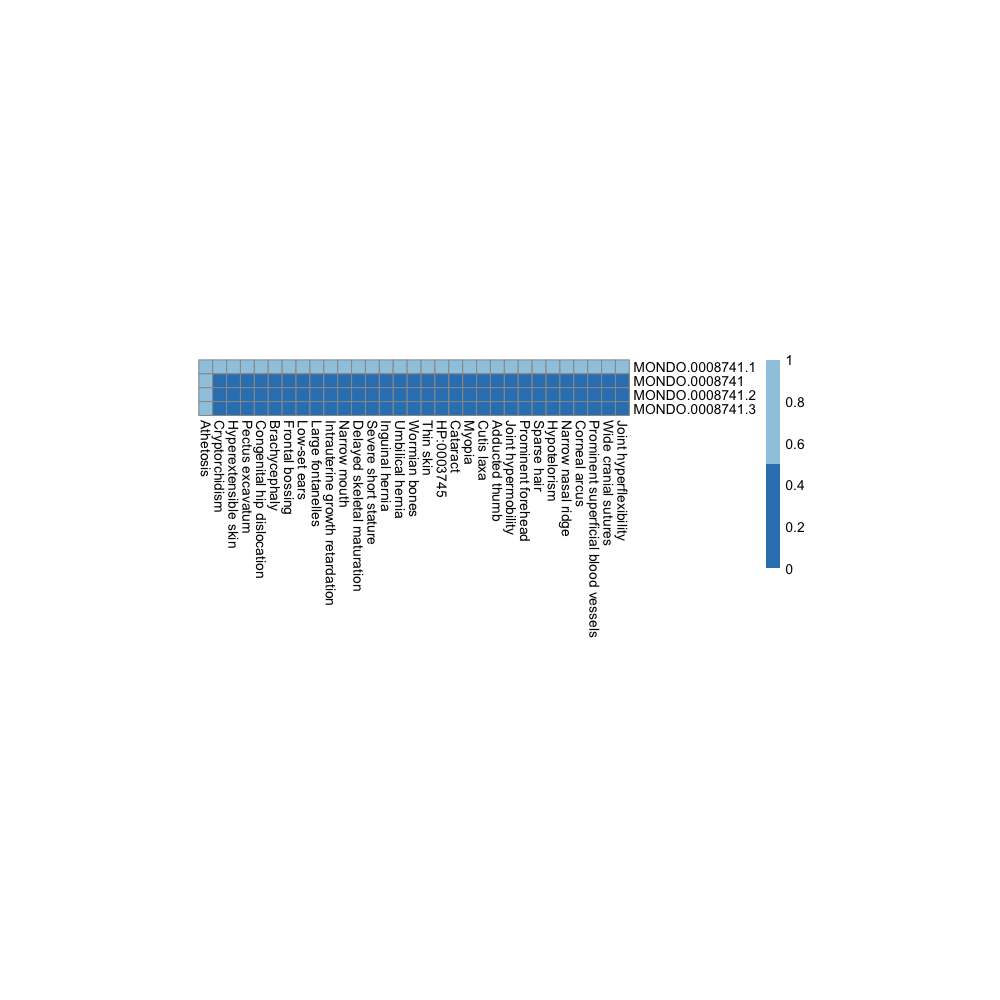 MONDO.0008741.1
MONDO.0008741
MONDO.0008741.2
MONDO.0008741.3
1
0.8
0.6
0.4
0.2
0
Athetosis
Cryptorchidism
Hyperextensible skin
Pectus excavatum
Congenital hip dislocation
Brachycephaly
Frontal bossing
Low-set ears
Large fontanelles
Intrauterine growth retardation
Narrow mouth
Delayed skeletal maturation
Severe short stature
Inguinal hernia
Umbilical hernia
Wormian bones
Thin skin
HP:0003745
Cataract
Myopia
Cutis laxa
Adducted thumb
Joint hypermobility
Prominent forehead
Sparse hair
Hypotelorism
Narrow nasal ridge
Corneal arcus
Prominent superficial blood vessels
Wide cranial sutures
Joint hyperflexibility